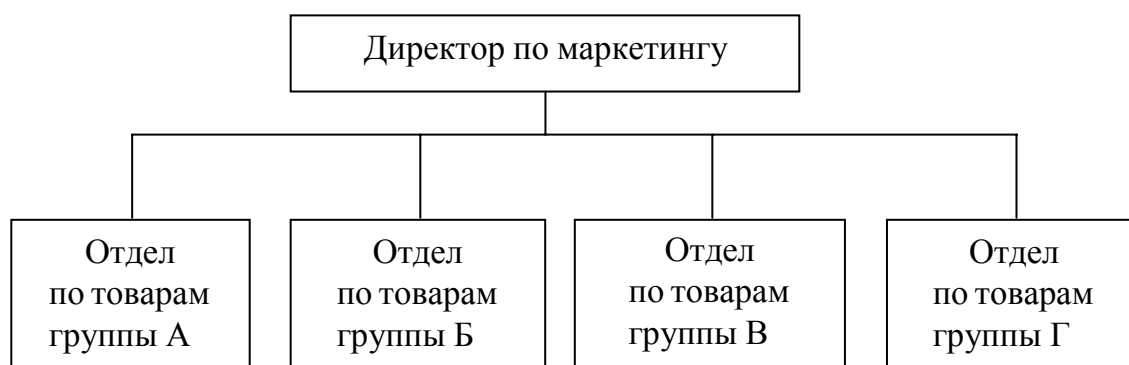 Директор по маркетингу
Отдел
по товарам
группы А
Отдел
по товарам
группы Б
Отдел
по товарам
группы В
Отдел
по товарам
группы Г